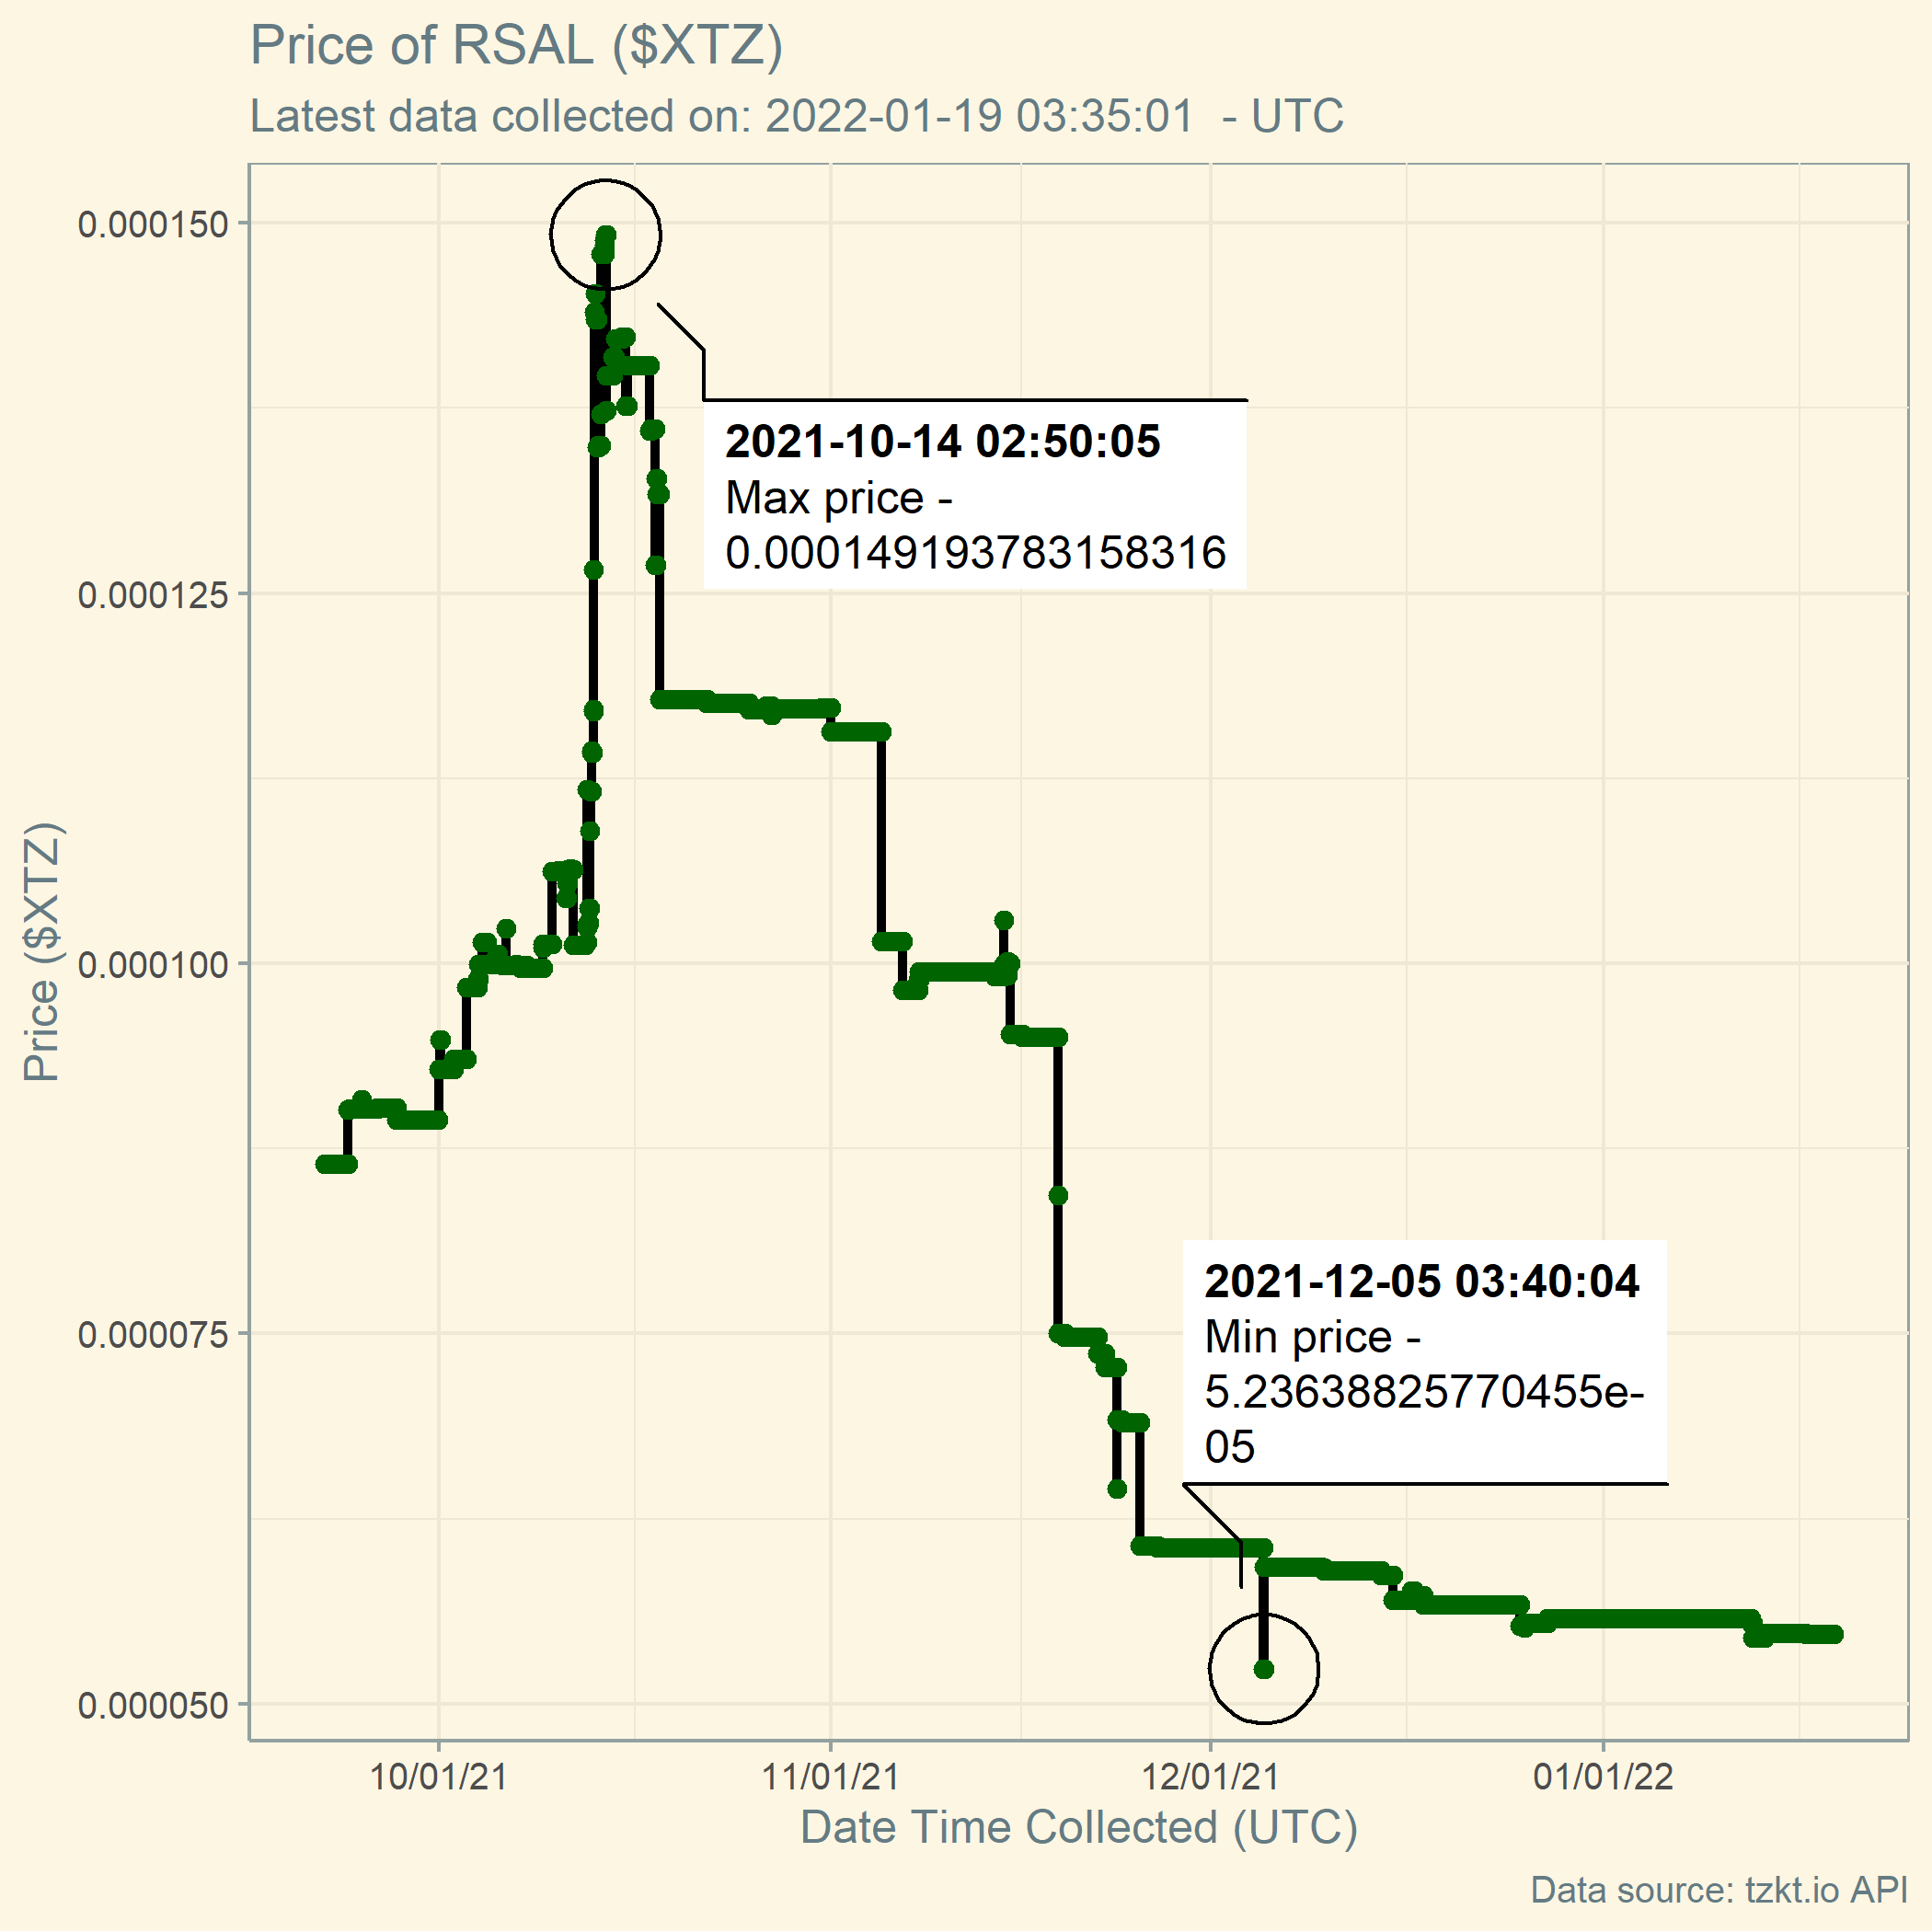 Price of RSAL ($XTZ)
Latest data collected on: 2022-01-19 03:35:01  - UTC
0.000150
0.000125
0.000100
0.000075
0.000050
Price ($XTZ)
2021-10-14 02:50:05
Max price -
0.000149193783158316
2021-12-05 03:40:04
Min price -
5.23638825770455e-
05
10/01/21
11/01/21
12/01/21
01/01/22
Date Time Collected (UTC)
Data source: tzkt.io API